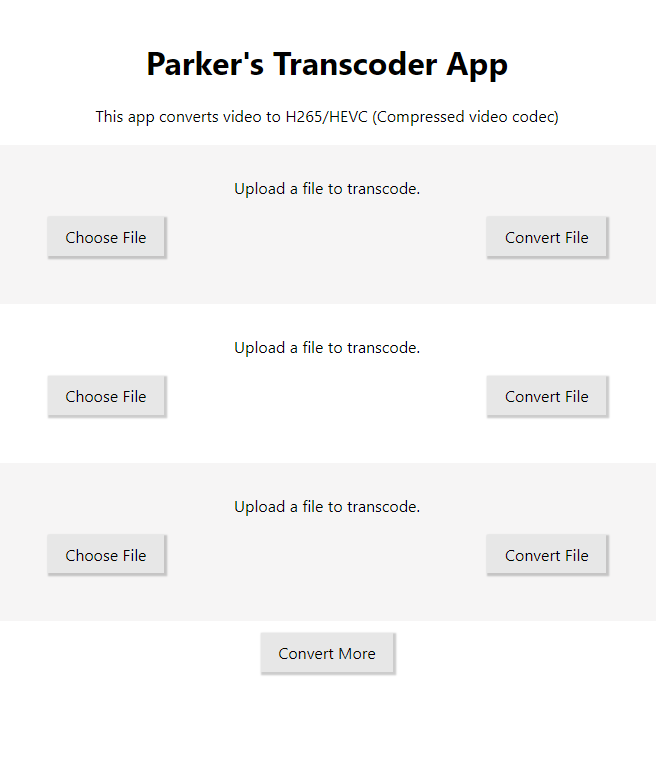 Parker's Transcoder App
This app converts video to H265/HEVC (Compressed video codec)
Upload a file to transcode.
Choose File
Convert File
Upload a file to transcode.
Choose File
Convert File
Upload a file to transcode.
Choose File
Convert File
Convert More